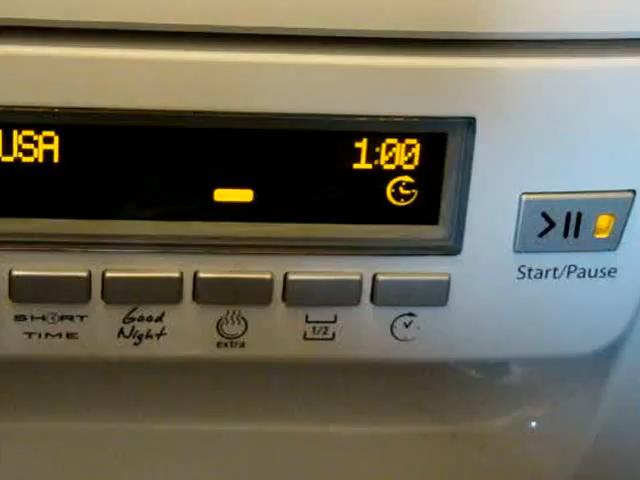 USA 1:00
>||
Start/Pause
SHORT TIME
Good Night
extra
1/2